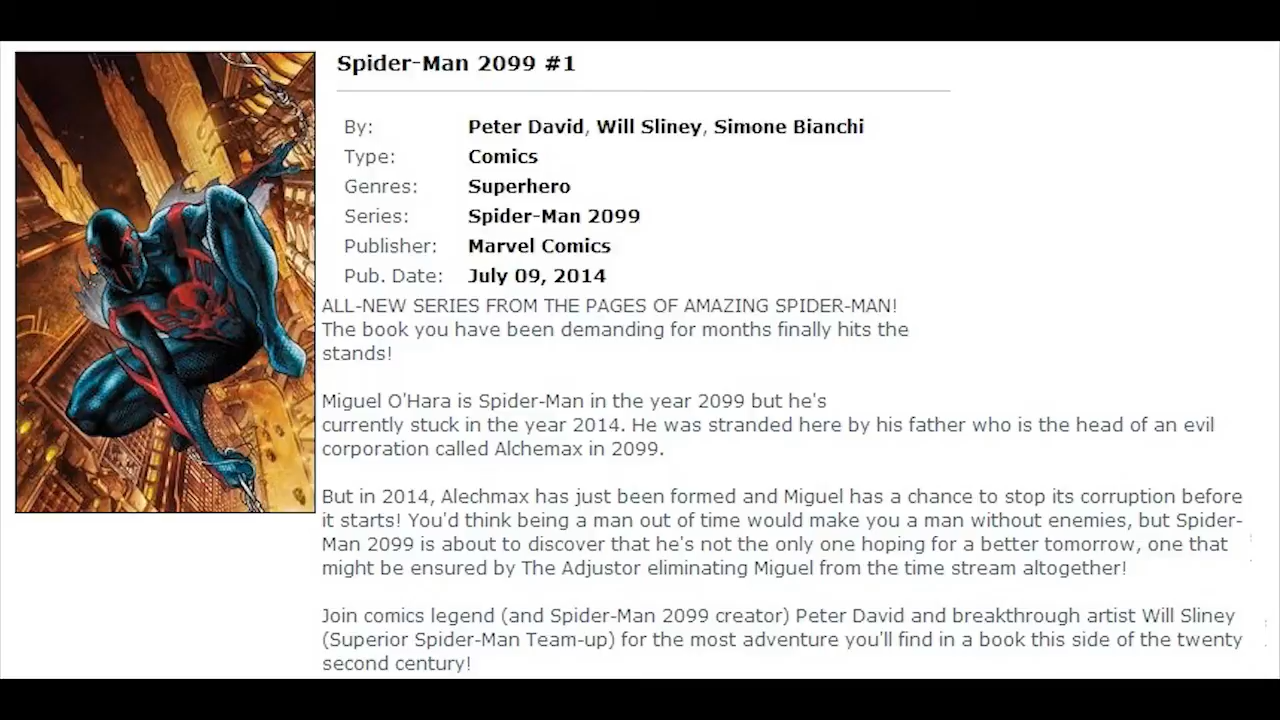 Spider-Man 2099 #1
By: Peter David, Will Sliney, Simone Bianchi
Type: Comics
Genres: Superhero
Series: Spider-Man 2099
Publisher: Marvel Comics
Pub. Date: July 09, 2014
ALL-NEW SERIES FROM THE PAGES OF AMAZING SPIDER-MAN!
The book you have been demanding for months finally hits the
stands!
Miguel O'Hara is Spider-Man in the year 2099 but he's
currently stuck in the year 2014. He was stranded here by his father who is the head of an evil
corporation called Alchemax in 2099.
But in 2014, Alechmax has just been formed and Miguel has a chance to stop its corruption before
it starts! You'd think being a man out of time would make you a man without enemies, but Spider-
Man 2099 is about to discover that he's not the only one hoping for a better tomorrow, one that
might be ensured by The Adjustor eliminating Miguel from the time stream altogether!
Join comics legend (and Spider-Man 2099 creator) Peter David and breakthrough artist Will Sliney
(Superior Spider-Man Team-up) for the most adventure you'll find in a book this side of the twenty
second century!